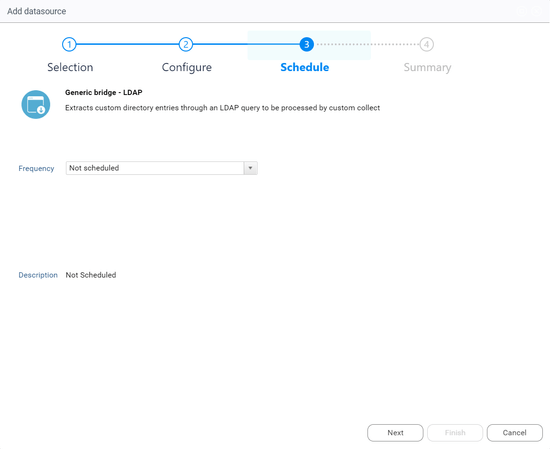 Add datasource
1 2 3 4
Selection Configure Schedule Summary
Generic bridge - LDAP
Extracts custom directory entries through an LDAP query to be processed by custom collect
Frequency Not scheduled
Description Not Scheduled
Next Finish Cancel